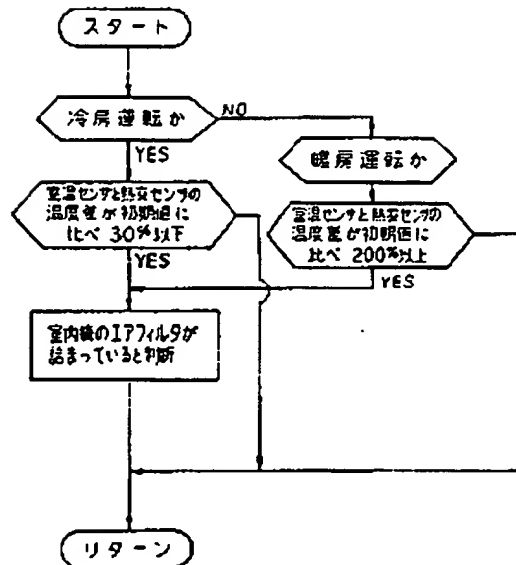 スタート
冷房運転か
NO
YES
暖房運転か
室温センサと熱交センサの
温度差が初期値に
比べ 30%以下
YES
室温センサと熱交センサの
温度差が初期値に
比べ 200%以上
YES
室内機のエアフィルタが
詰まっていると判断
リターン